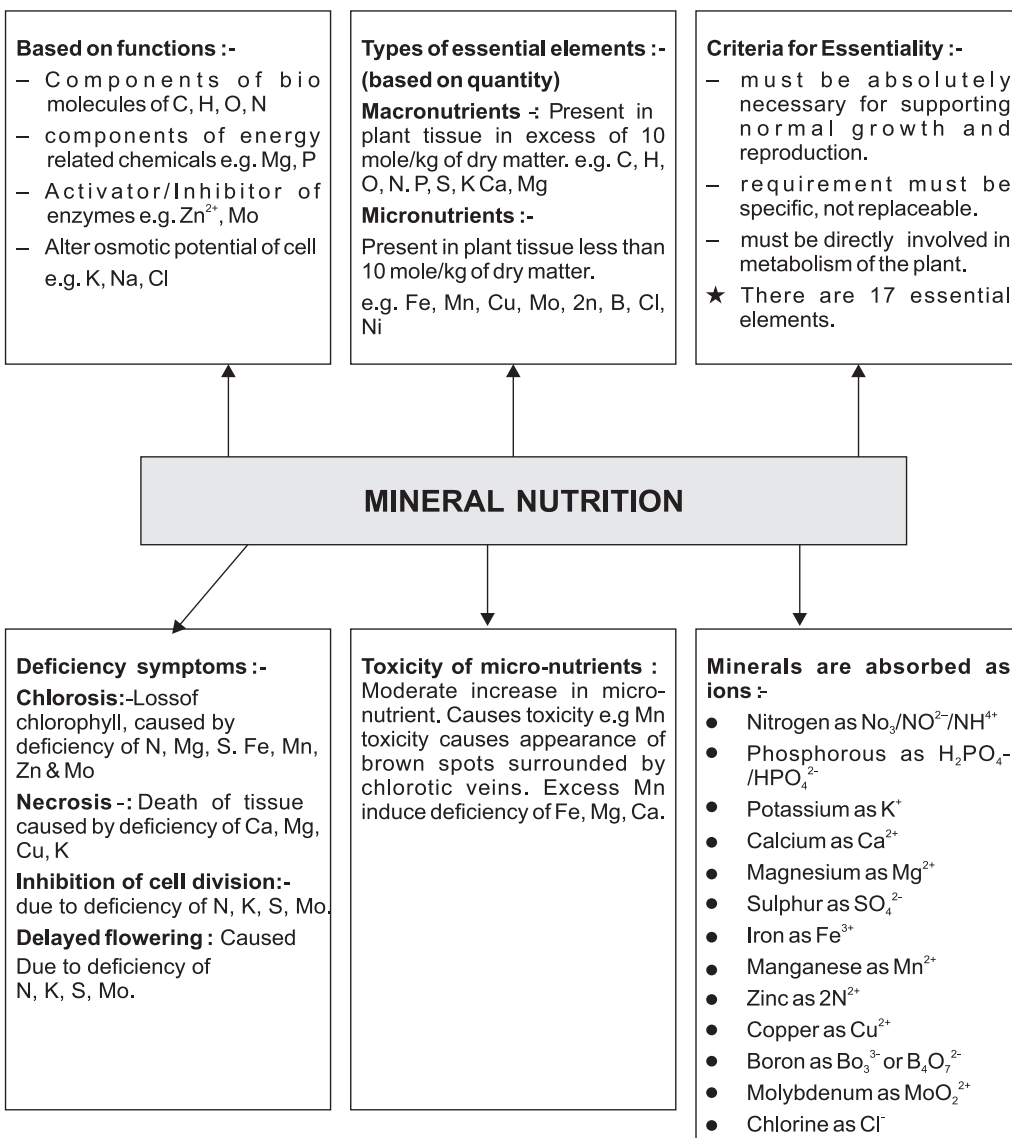 Based on functions :-
– Components of bio
molecules of C, H, O, N
– components of energy
related chemicals e.g. Mg, P
– Activator/Inhibitor of
enzymes e.g. Zn²⁺, Mo
– Alter osmotic potential of cell
e.g. K, Na, Cl
Types of essential elements :-
(based on quantity)
Macronutrients -: Present in
plant tissue in excess of 10
mole/kg of dry matter. e.g. C, H,
O, N. P, S, K Ca, Mg
Micronutrients :-
Present in plant tissue less than
10 mole/kg of dry matter.
e.g. Fe, Mn, Cu, Mo, 2n, B, Cl,
Ni
Criteria for Essentiality :-
– must be absolutely
necessary for supporting
normal growth and
reproduction.
– requirement must be
specific, not replaceable.
– must be directly involved in
metabolism of the plant.
★ There are 17 essential
elements.
MINERAL NUTRITION
Deficiency symptoms :-
Chlorosis:-Lossof
chlorophyll, caused by
deficiency of N, Mg, S. Fe, Mn,
Zn & Mo
Necrosis -: Death of tissue
caused by deficiency of Ca, Mg,
Cu, K
Inhibition of cell division:-
due to deficiency of N, K, S, Mo.
Delayed flowering : Caused
Due to deficiency of
N, K, S, Mo.
Toxicity of micro-nutrients :
Moderate increase in micro-
nutrient. Causes toxicity e.g Mn
toxicity causes appearance of
brown spots surrounded by
chlorotic veins. Excess Mn
induce deficiency of Fe, Mg, Ca.
Minerals are absorbed as
ions :-
● Nitrogen as No₃/NO²⁻/NH⁴⁺
● Phosphorous as H₂PO₄-
/HPO₄²⁻
● Potassium as K⁺
● Calcium as Ca²⁺
● Magnesium as Mg²⁺
● Sulphur as SO₄²⁻
● Iron as Fe³⁺
● Manganese as Mn²⁺
● Zinc as 2N²⁺
● Copper as Cu²⁺
● Boron as Bo₃³⁻ or B₄O₇²⁻
● Molybdenum as MoO₂²⁺
● Chlorine as Cl⁻